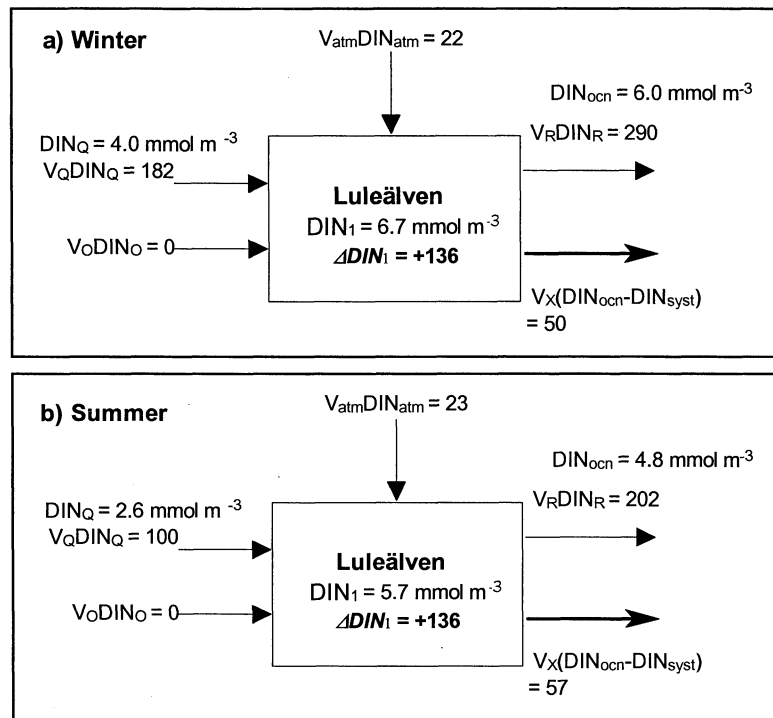 a) Winter
VatmDINatm = 22
DINocn = 6.0 mmol m-3
DINQ = 4.0 mmol m -3
VRDINR = 290
VQDINQ = 182
Luleälven
DIN1 = 6.7 mmol m-3
VODINO = 0
ΔDIN1 = +136
VX(DINocn-DINsyst)
= 50
b) Summer
VatmDINatm = 23
DINocn = 4.8 mmol m-3
DINQ = 2.6 mmol m -3
VRDINR = 202
VQDINQ = 100
Luleälven
DIN1 = 5.7 mmol m-3
VODINO = 0
ΔDIN1 = +136
VX(DINocn-DINsyst)
= 57